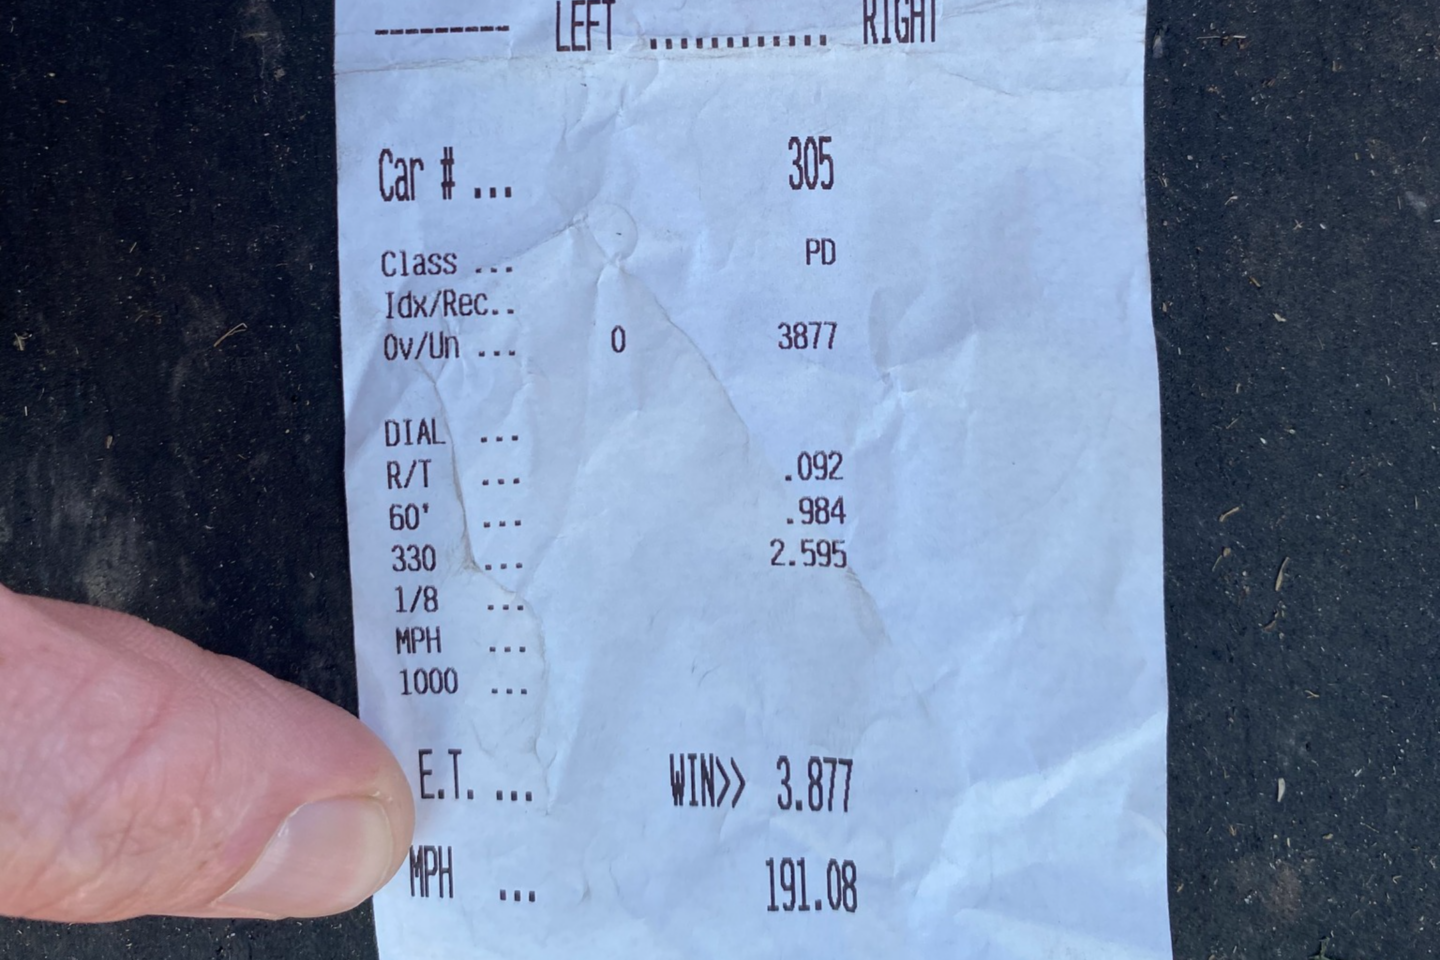 --------- LEFT ............ RIGHT
Car # ... 305
Class ... PD
Idx/Rec..
Ov/Un ... 0 3877
DIAL ...
R/T ... .092
60' ... .984
330 ... 2.595
1/8 ...
MPH ...
1000 ...
E.T. ... WIN>> 3.877
MPH ... 191.08